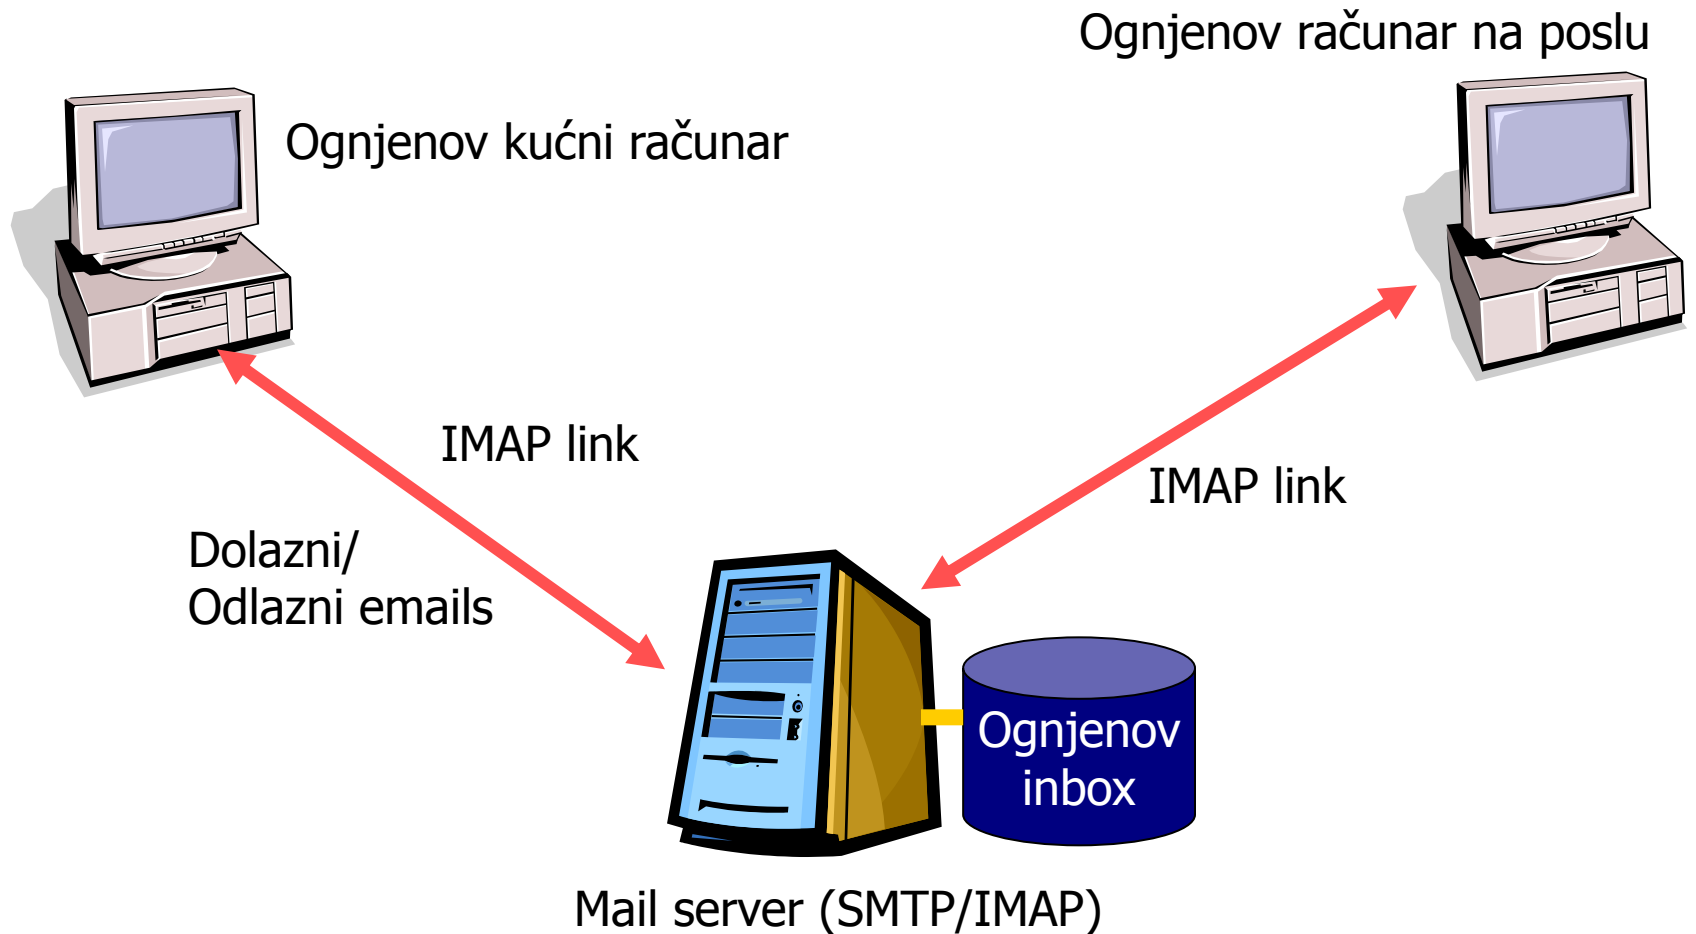 Ognjenov računar na poslu
Ognjenov kućni računar
IMAP link
IMAP link
Dolazni/
Odlazni emails
Ognjenov
inbox
Mail server (SMTP/IMAP)